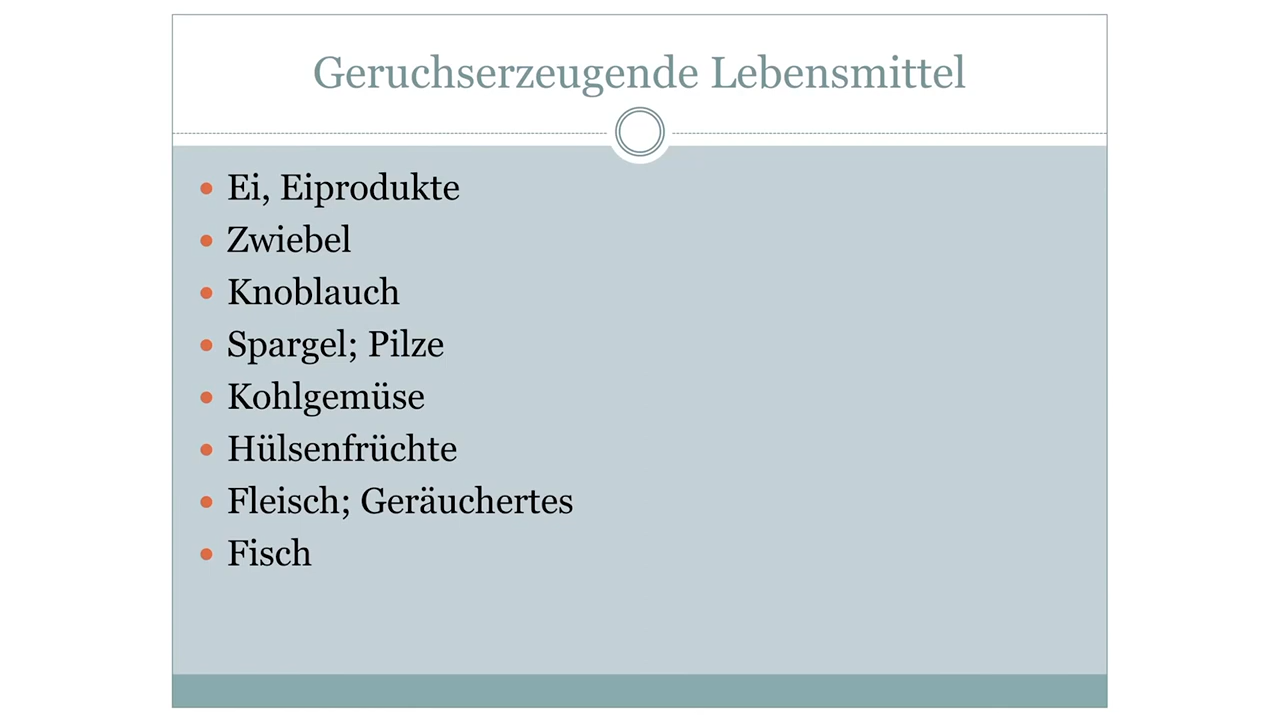 Geruchserzeugende Lebensmittel
Ei, Eiprodukte
Zwiebel
Knoblauch
Spargel; Pilze
Kohlgemüse
Hülsenfrüchte
Fleisch; Geräuchertes
Fisch